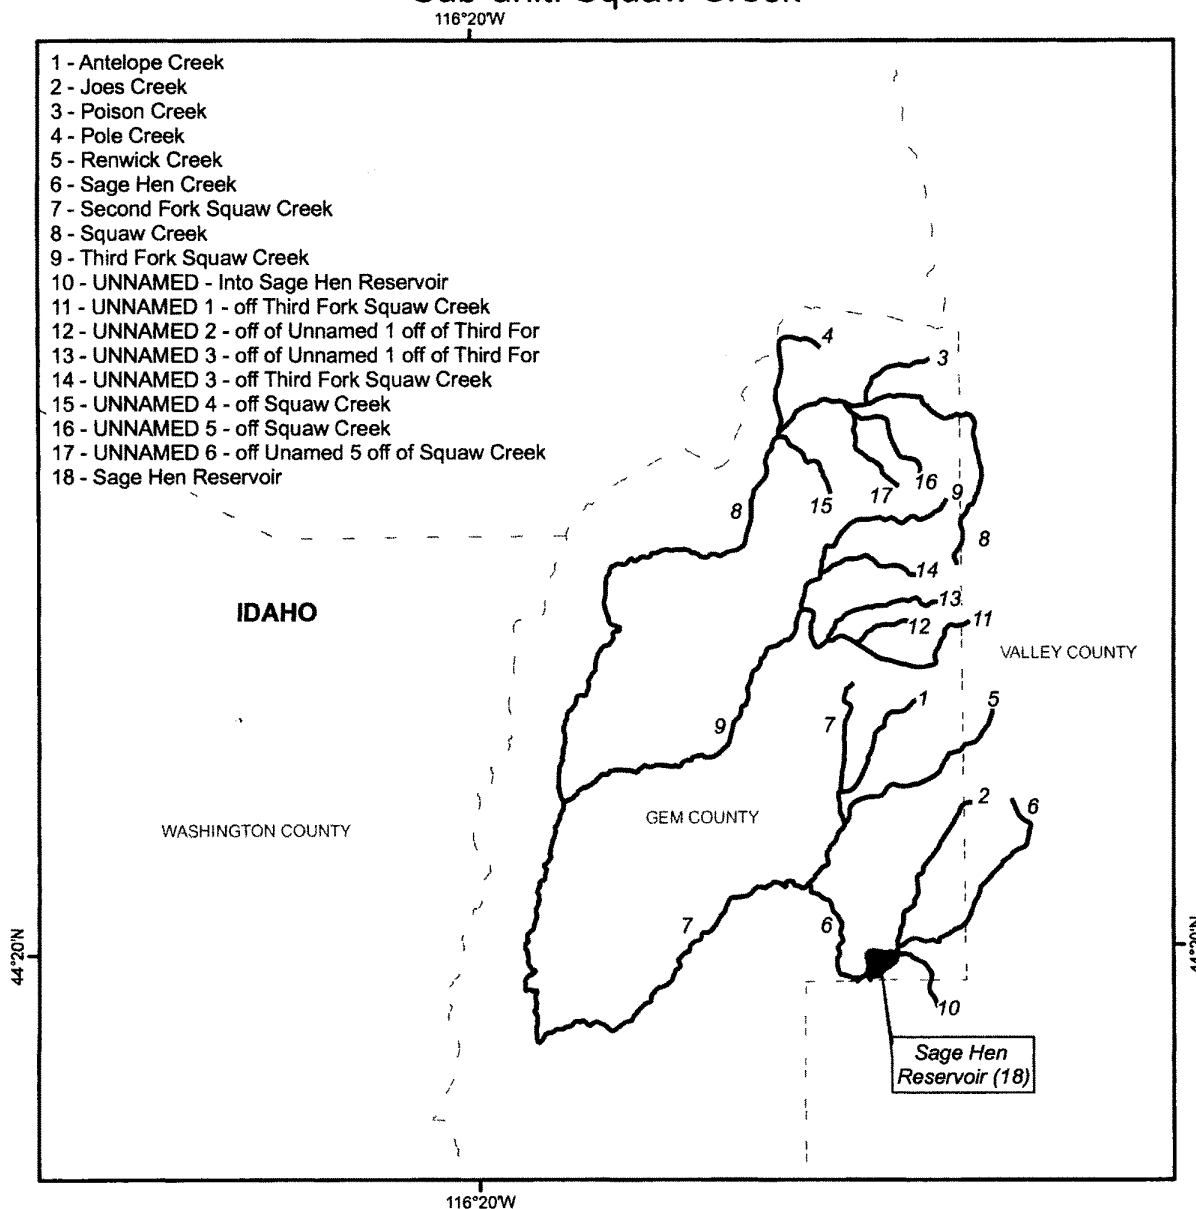 Sub-unit: Squaw Creek
116°20'W
1 - Antelope Creek
2 - Joes Creek
3 - Poison Creek
4 - Pole Creek
5 - Renwick Creek
6 - Sage Hen Creek
7 - Second Fork Squaw Creek
8 - Squaw Creek
9 - Third Fork Squaw Creek
10 - UNNAMED - Into Sage Hen Reservoir
11 - UNNAMED 1 - off Third Fork Squaw Creek
12 - UNNAMED 2 - off of Unnamed 1 off of Third For
13 - UNNAMED 3 - off of Unnamed 1 off of Third For
14 - UNNAMED 3 - off Third Fork Squaw Creek
15 - UNNAMED 4 - off Squaw Creek
16 - UNNAMED 5 - off Squaw Creek
17 - UNNAMED 6 - off Unamed 5 off of Squaw Creek
18 - Sage Hen Reservoir
4
3
16
17
9
15
8
8
14
IDAHO
13
12
11
VALLEY COUNTY
1
5
7
9
2
6
GEM COUNTY
WASHINGTON COUNTY
7
6
44°20'N
44°20'N
10
Sage Hen
Reservoir (18)
116°20'W